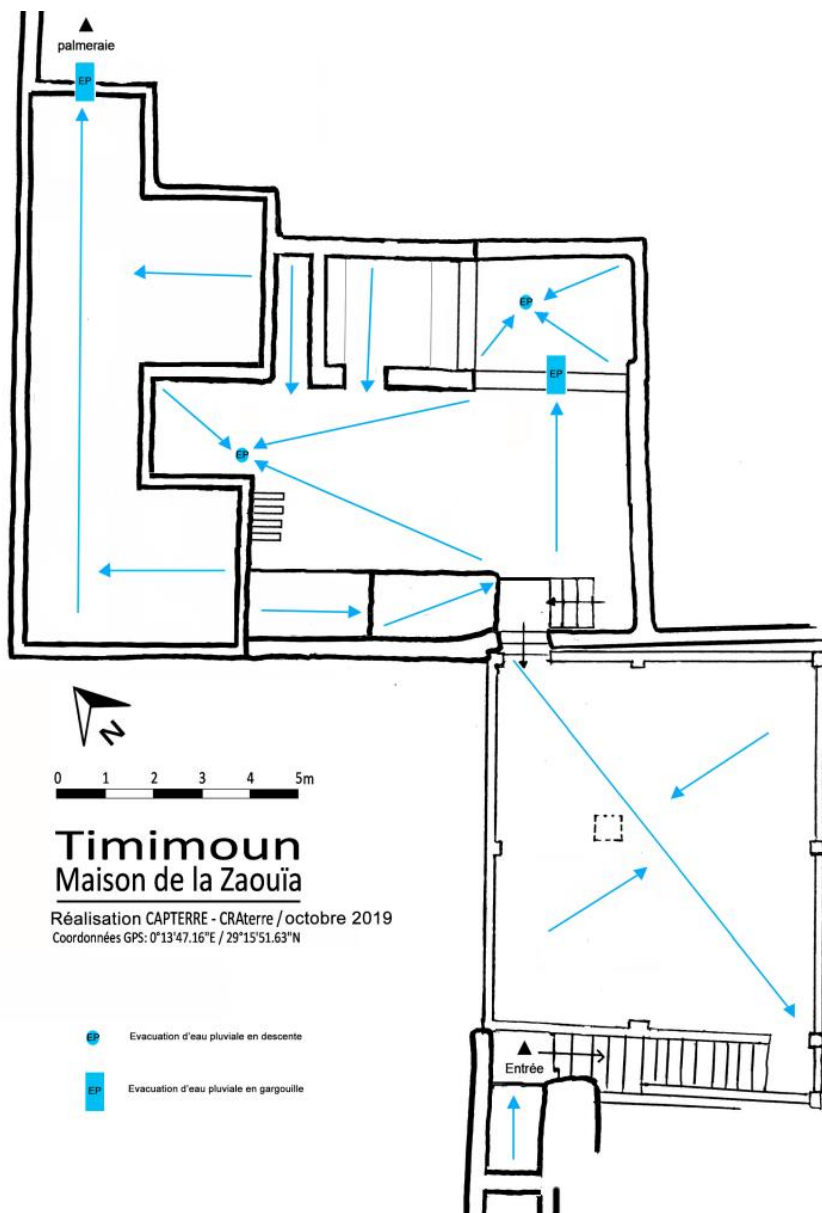 palmeraie
EP
EP
EP
EP
N
0 1 2 3 4 5m
Timimoun
Maison de la Zaouïa
Réalisation CAPTERRE - CRAterre / octobre 2019
Coordonnées GPS: 0°13'47.16"E / 29°15'51.63"N
EP Evacuation d'eau pluviale en descente
EP Evacuation d'eau pluviale en gargouille
Entrée